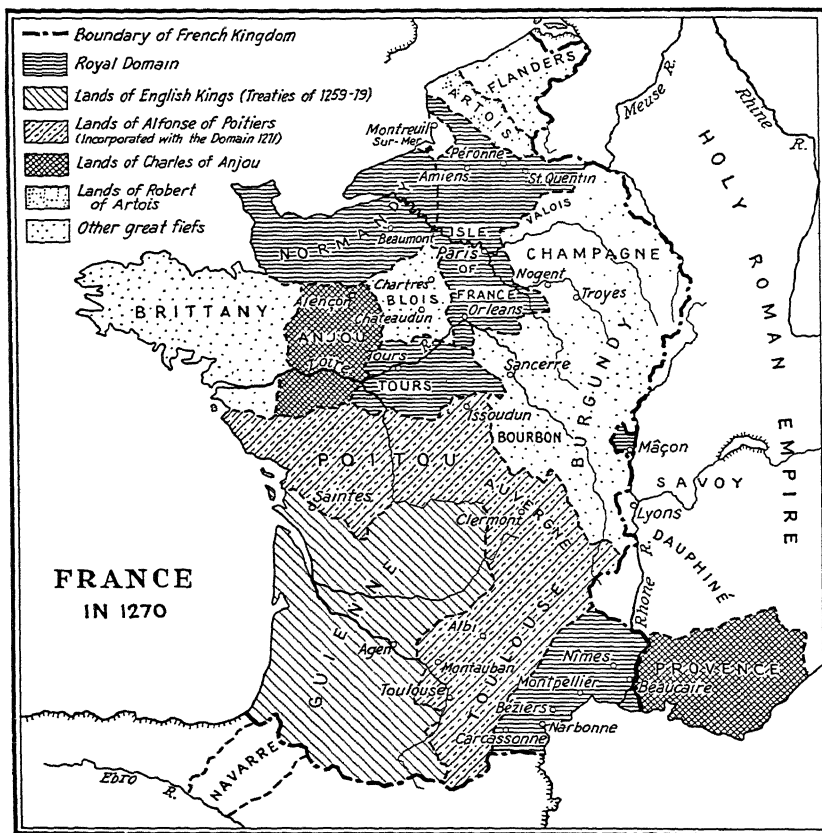 Boundary of French Kingdom
Royal Domain
Lands of English Kings (Treaties of 1259-79)
Lands of Alfonse of Poitiers
(Incorporated with the Domain 1271)
Lands of Charles of Anjou
Lands of Robert
of Artois
Other great fiefs
FLANDERS
ARTOIS
Meuse R.
Rhine
R.
Montreuil
Sur-Mer
Péronne
Amiens
St. Quentin
HOLY ROMAN EMPIRE
NORMANDY
Beaumont
VALOIS
ISLE
OF
FRANCE
Paris
CHAMPAGNE
Nogent
Troyes
Chartres
BLOIS
Chateaudun
Orleans
BRITTANY
Alençon
ANJOU
Tours
TOURS
Sancerre
BURGUNDY
Issoudun
BOURBON
Mâçon
POITOU
Saintes
AUVERGNE
Clermont
SAVOY
Lyons
DAUPHINÉ
Rhone R.
FRANCE
IN 1270
GUIENNE
Agen
Albi
Montauban
Toulouse
TOULOUSE
Nîmes
Montpellier
Béziers
Narbonne
Carcassonne
PROVENCE
Beaucaire
NAVARRE
Ebro
R.